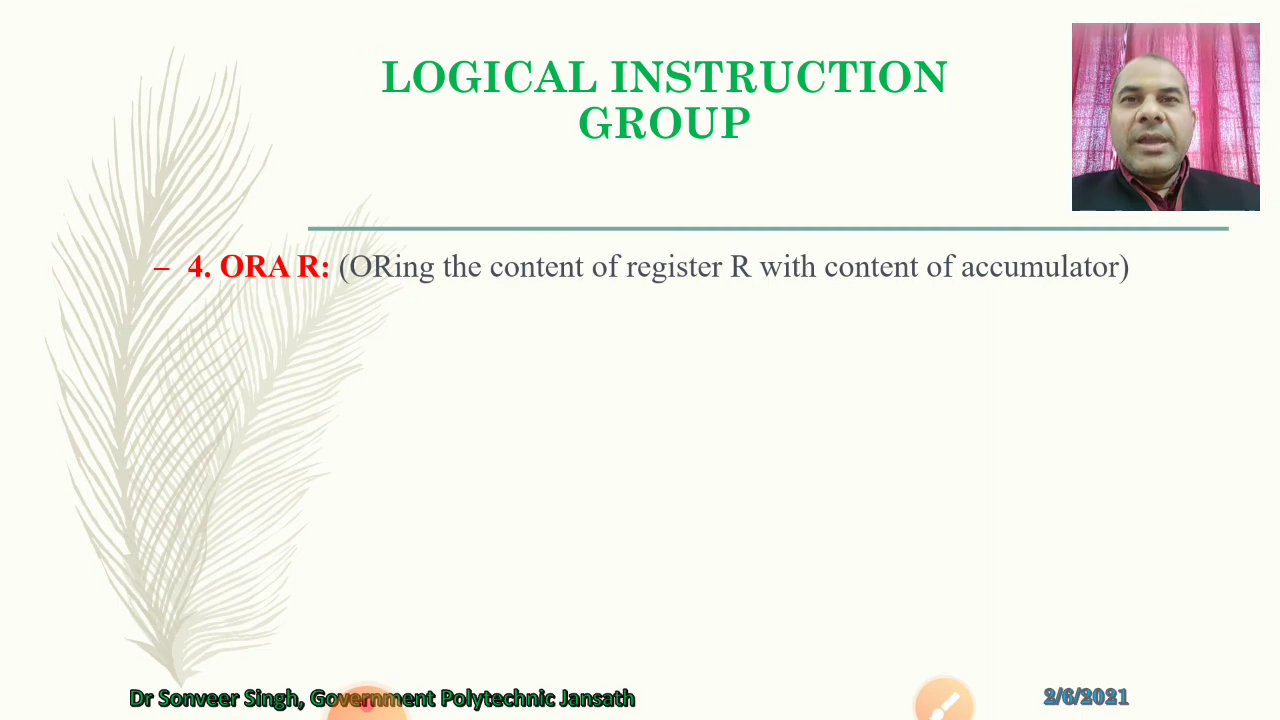 LOGICAL INSTRUCTION
GROUP
– 4. ORA R: (ORing the content of register R with content of accumulator)
Dr Sonveer Singh, Government Polytechnic Jansath
2/6/2021